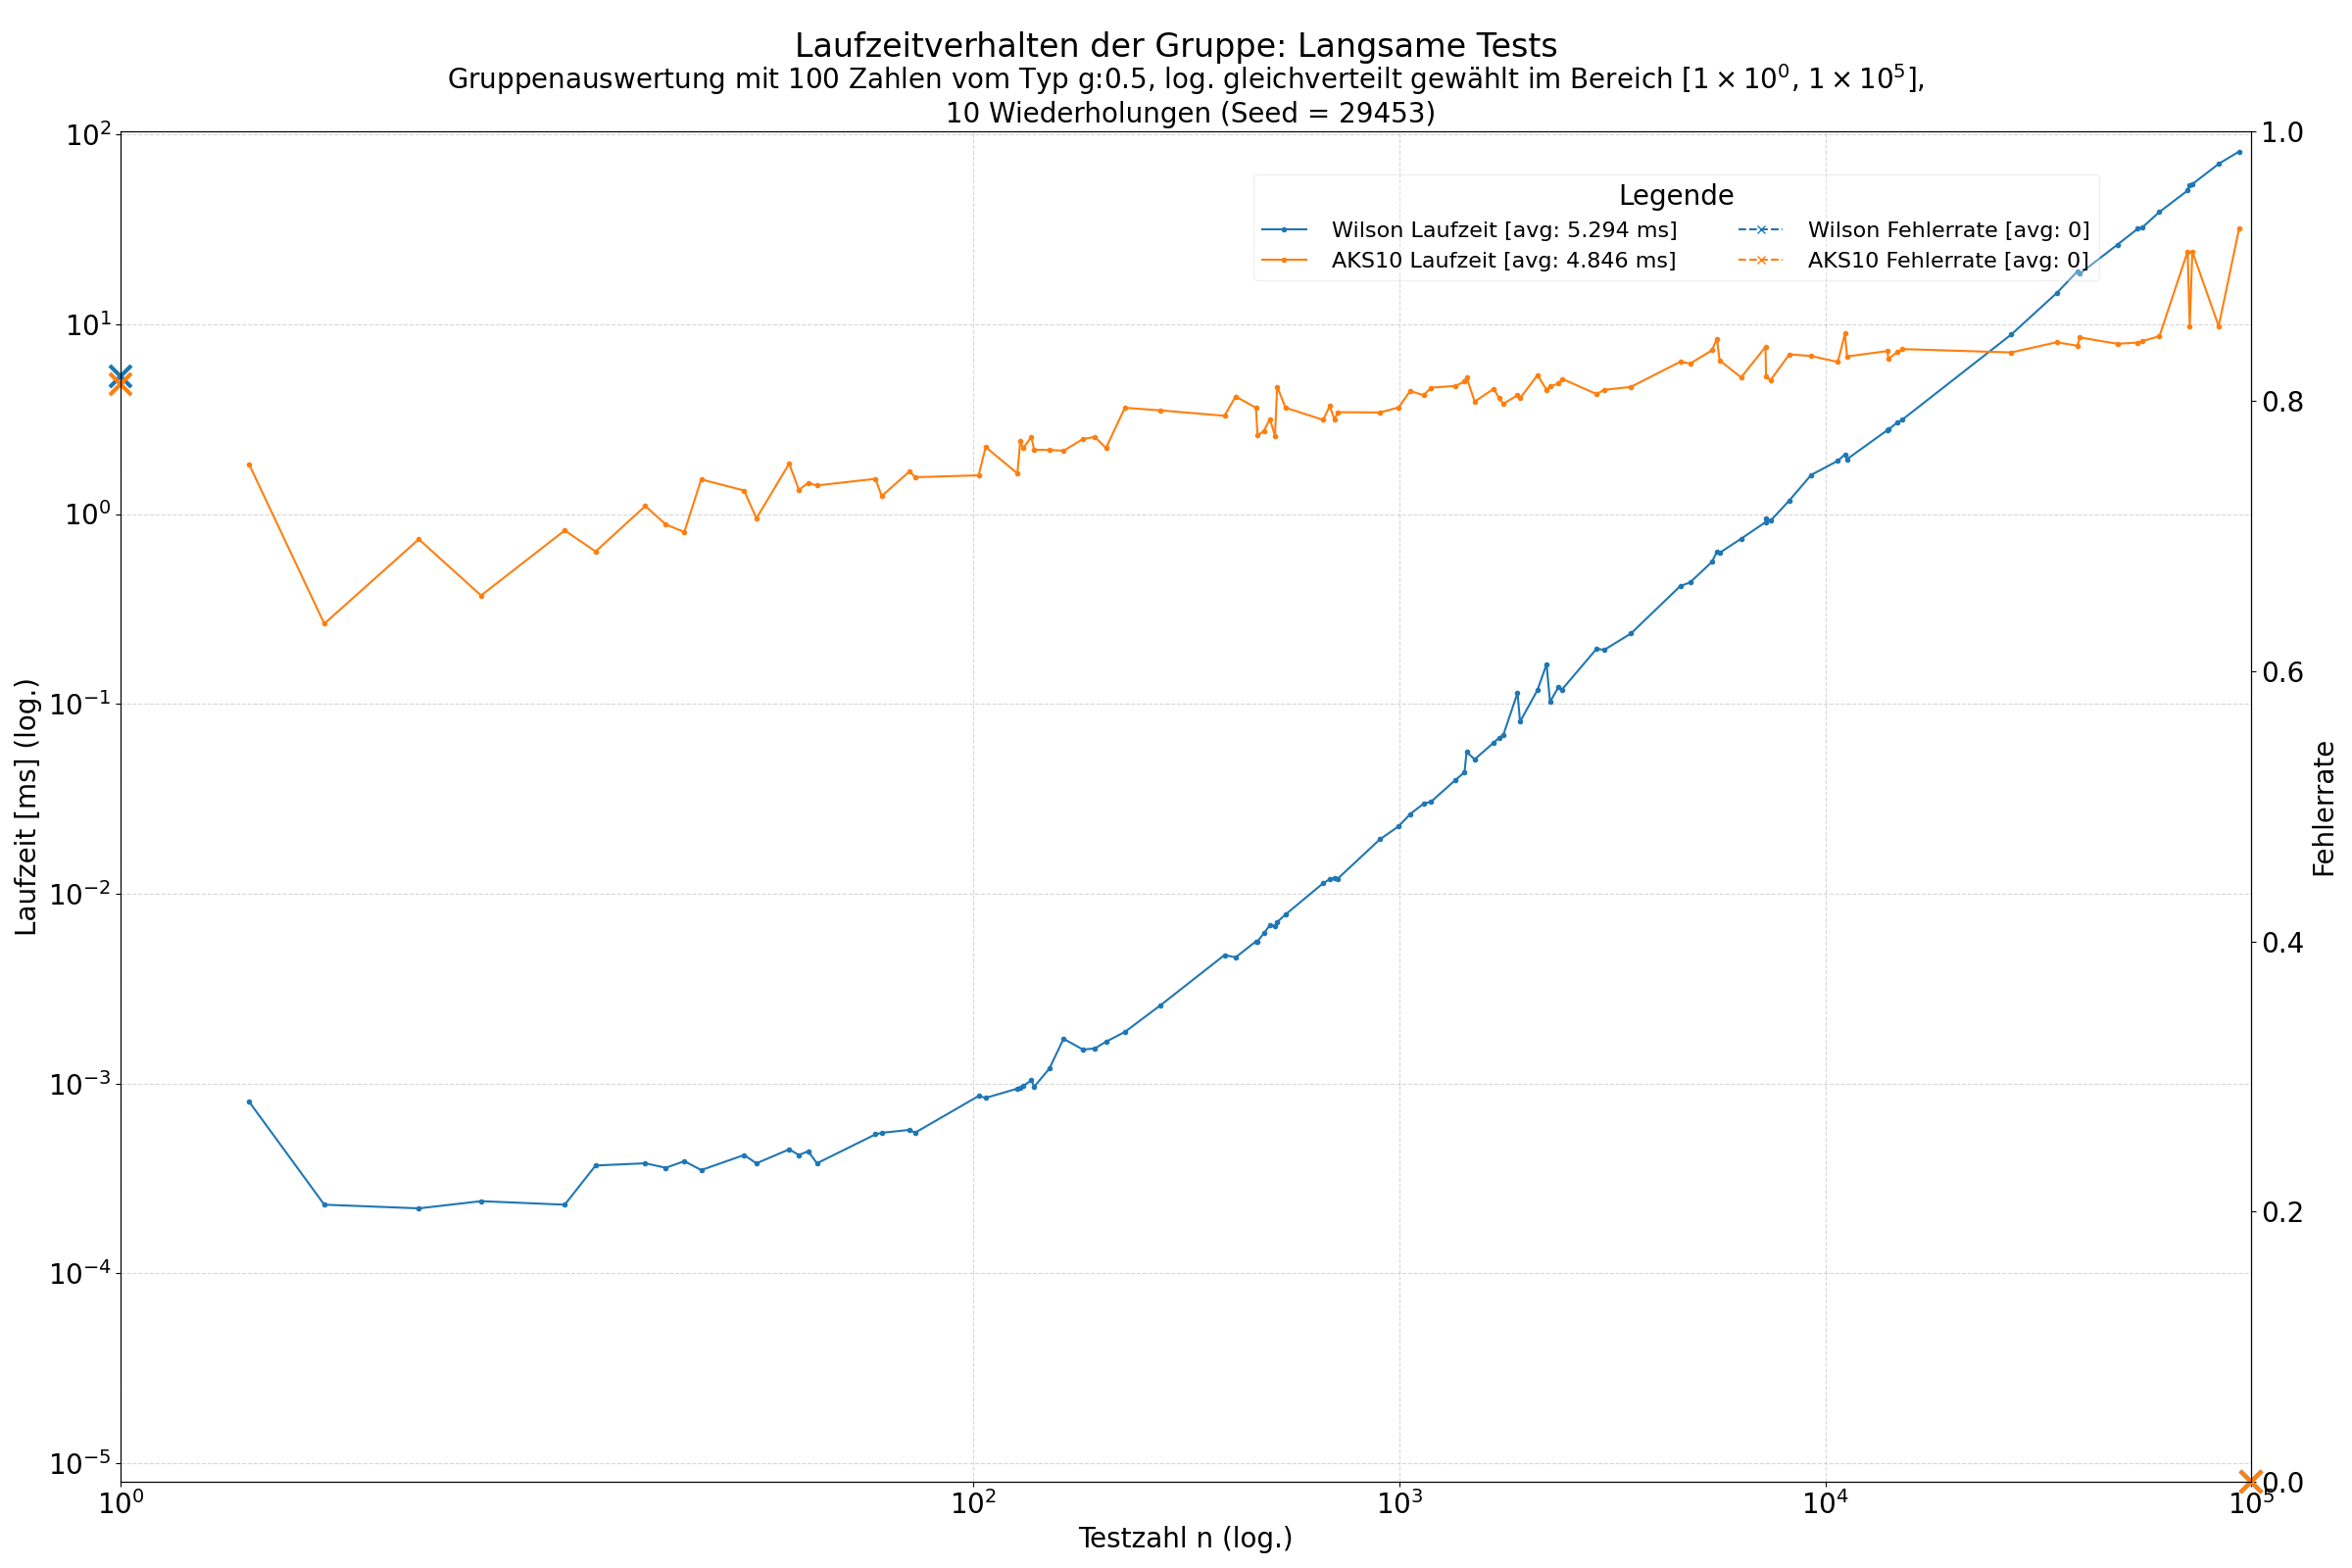 Laufzeitverhalten der Gruppe: Langsame Tests
Gruppenauswertung mit 100 Zahlen vom Typ g:0.5, log. gleichverteilt gewählt im Bereich [1 × 10⁰, 1 × 10⁵],
10 Wiederholungen (Seed = 29453)
Legende
Wilson Laufzeit [avg: 5.294 ms]
AKS10 Laufzeit [avg: 4.846 ms]
Wilson Fehlerrate [avg: 0]
AKS10 Fehlerrate [avg: 0]
Laufzeit [ms] (log.)
10²
10¹
10⁰
10⁻¹
10⁻²
10⁻³
10⁻⁴
10⁻⁵
1.0
0.8
0.6
0.4
0.2
0.0
Fehlerrate
10⁰ 10² 10³ 10⁴ 10⁵
Testzahl n (log.)